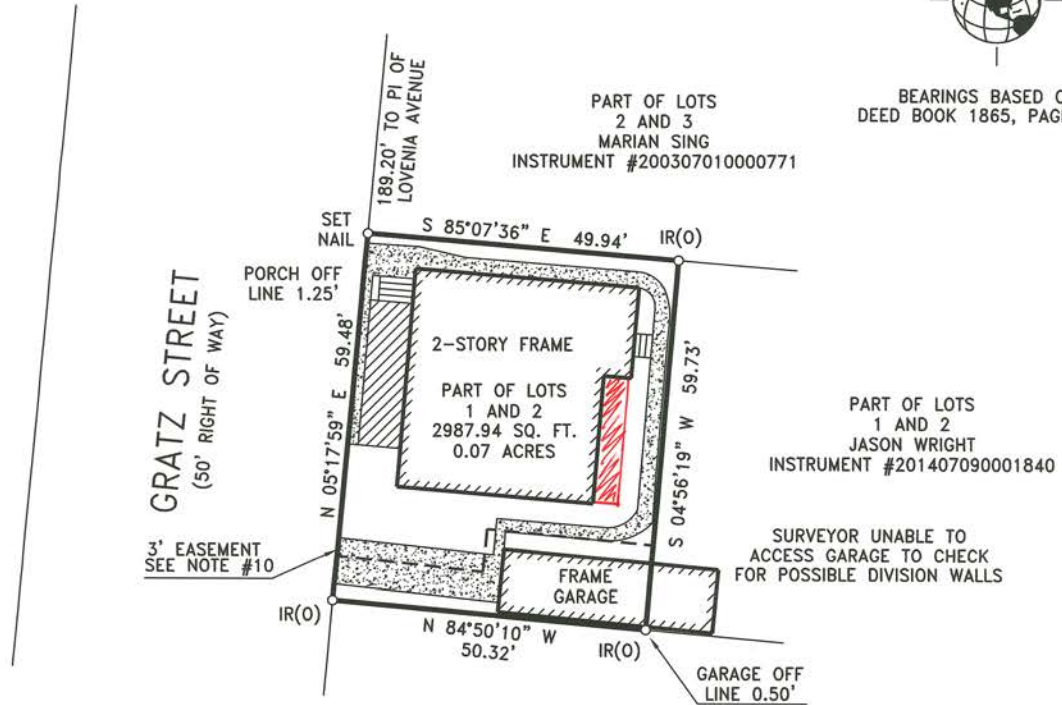 189.20' TO PI OF
LOVENIA AVENUE
PART OF LOTS
2 AND 3
MARIAN SING
INSTRUMENT #200307010000771
BEARINGS BASED
DEED BOOK 1865,
SET
NAIL
S 85°07'36" E 49.94'
IR(O)
PORCH OFF
LINE 1.25'
GRATZ STREET
(50' RIGHT OF WAY)
N 05°17'59" E 59.48'
2-STORY FRAME
PART OF LOTS
1 AND 2
2987.94 SQ. FT.
0.07 ACRES
S 04°56'19" W 59.73'
PART OF LOTS
1 AND 2
JASON WRIGHT
INSTRUMENT #201407090001840
3' EASEMENT
SEE NOTE #10
SURVEYOR UNABLE TO
ACCESS GARAGE TO CHECK
FOR POSSIBLE DIVISION WALLS
FRAME
GARAGE
IR(O)
N 84°50'10" W
50.32'
IR(O)
GARAGE OFF
LINE 0.50'